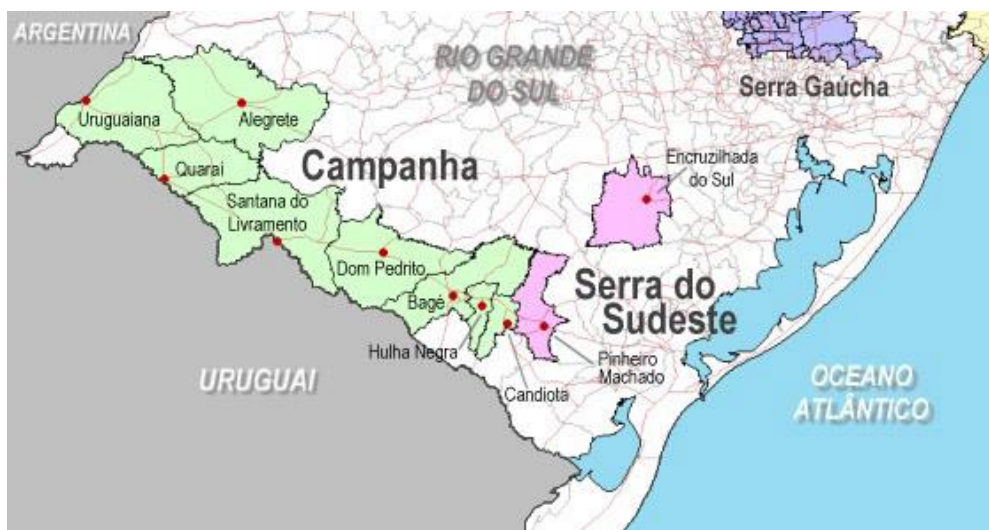 ARGENTINA
RIO GRANDE
DO SUL
Serra Gaúcha
Uruguaiana
Alegrete
Quaraí
Campanha
Encruzilhada
do Sul
Santana do
Livramento
Dom Pedrito
Serra do
Sudeste
Bagé
Hulha Negra
Pinheiro
Machado
Candiota
URUGUAI
OCEANO
ATLÂNTICO